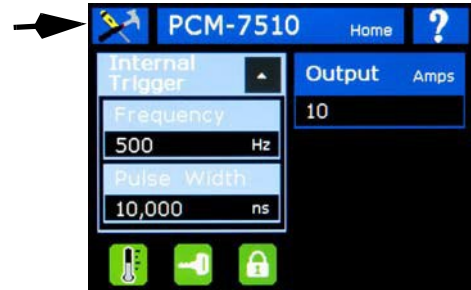 PCM-7510 Home ?
Internal
Trigger
Frequency
500 Hz
Pulse Width
10,000 ns
Output Amps
10